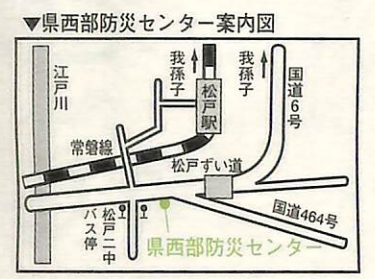 ▼県西部防災センター案内図
我孫子
我孫子
国道6号
江戸川
松戸駅
常磐線
松戸ずい道
松戸二中
バス停
国道464号
県西部防災センター